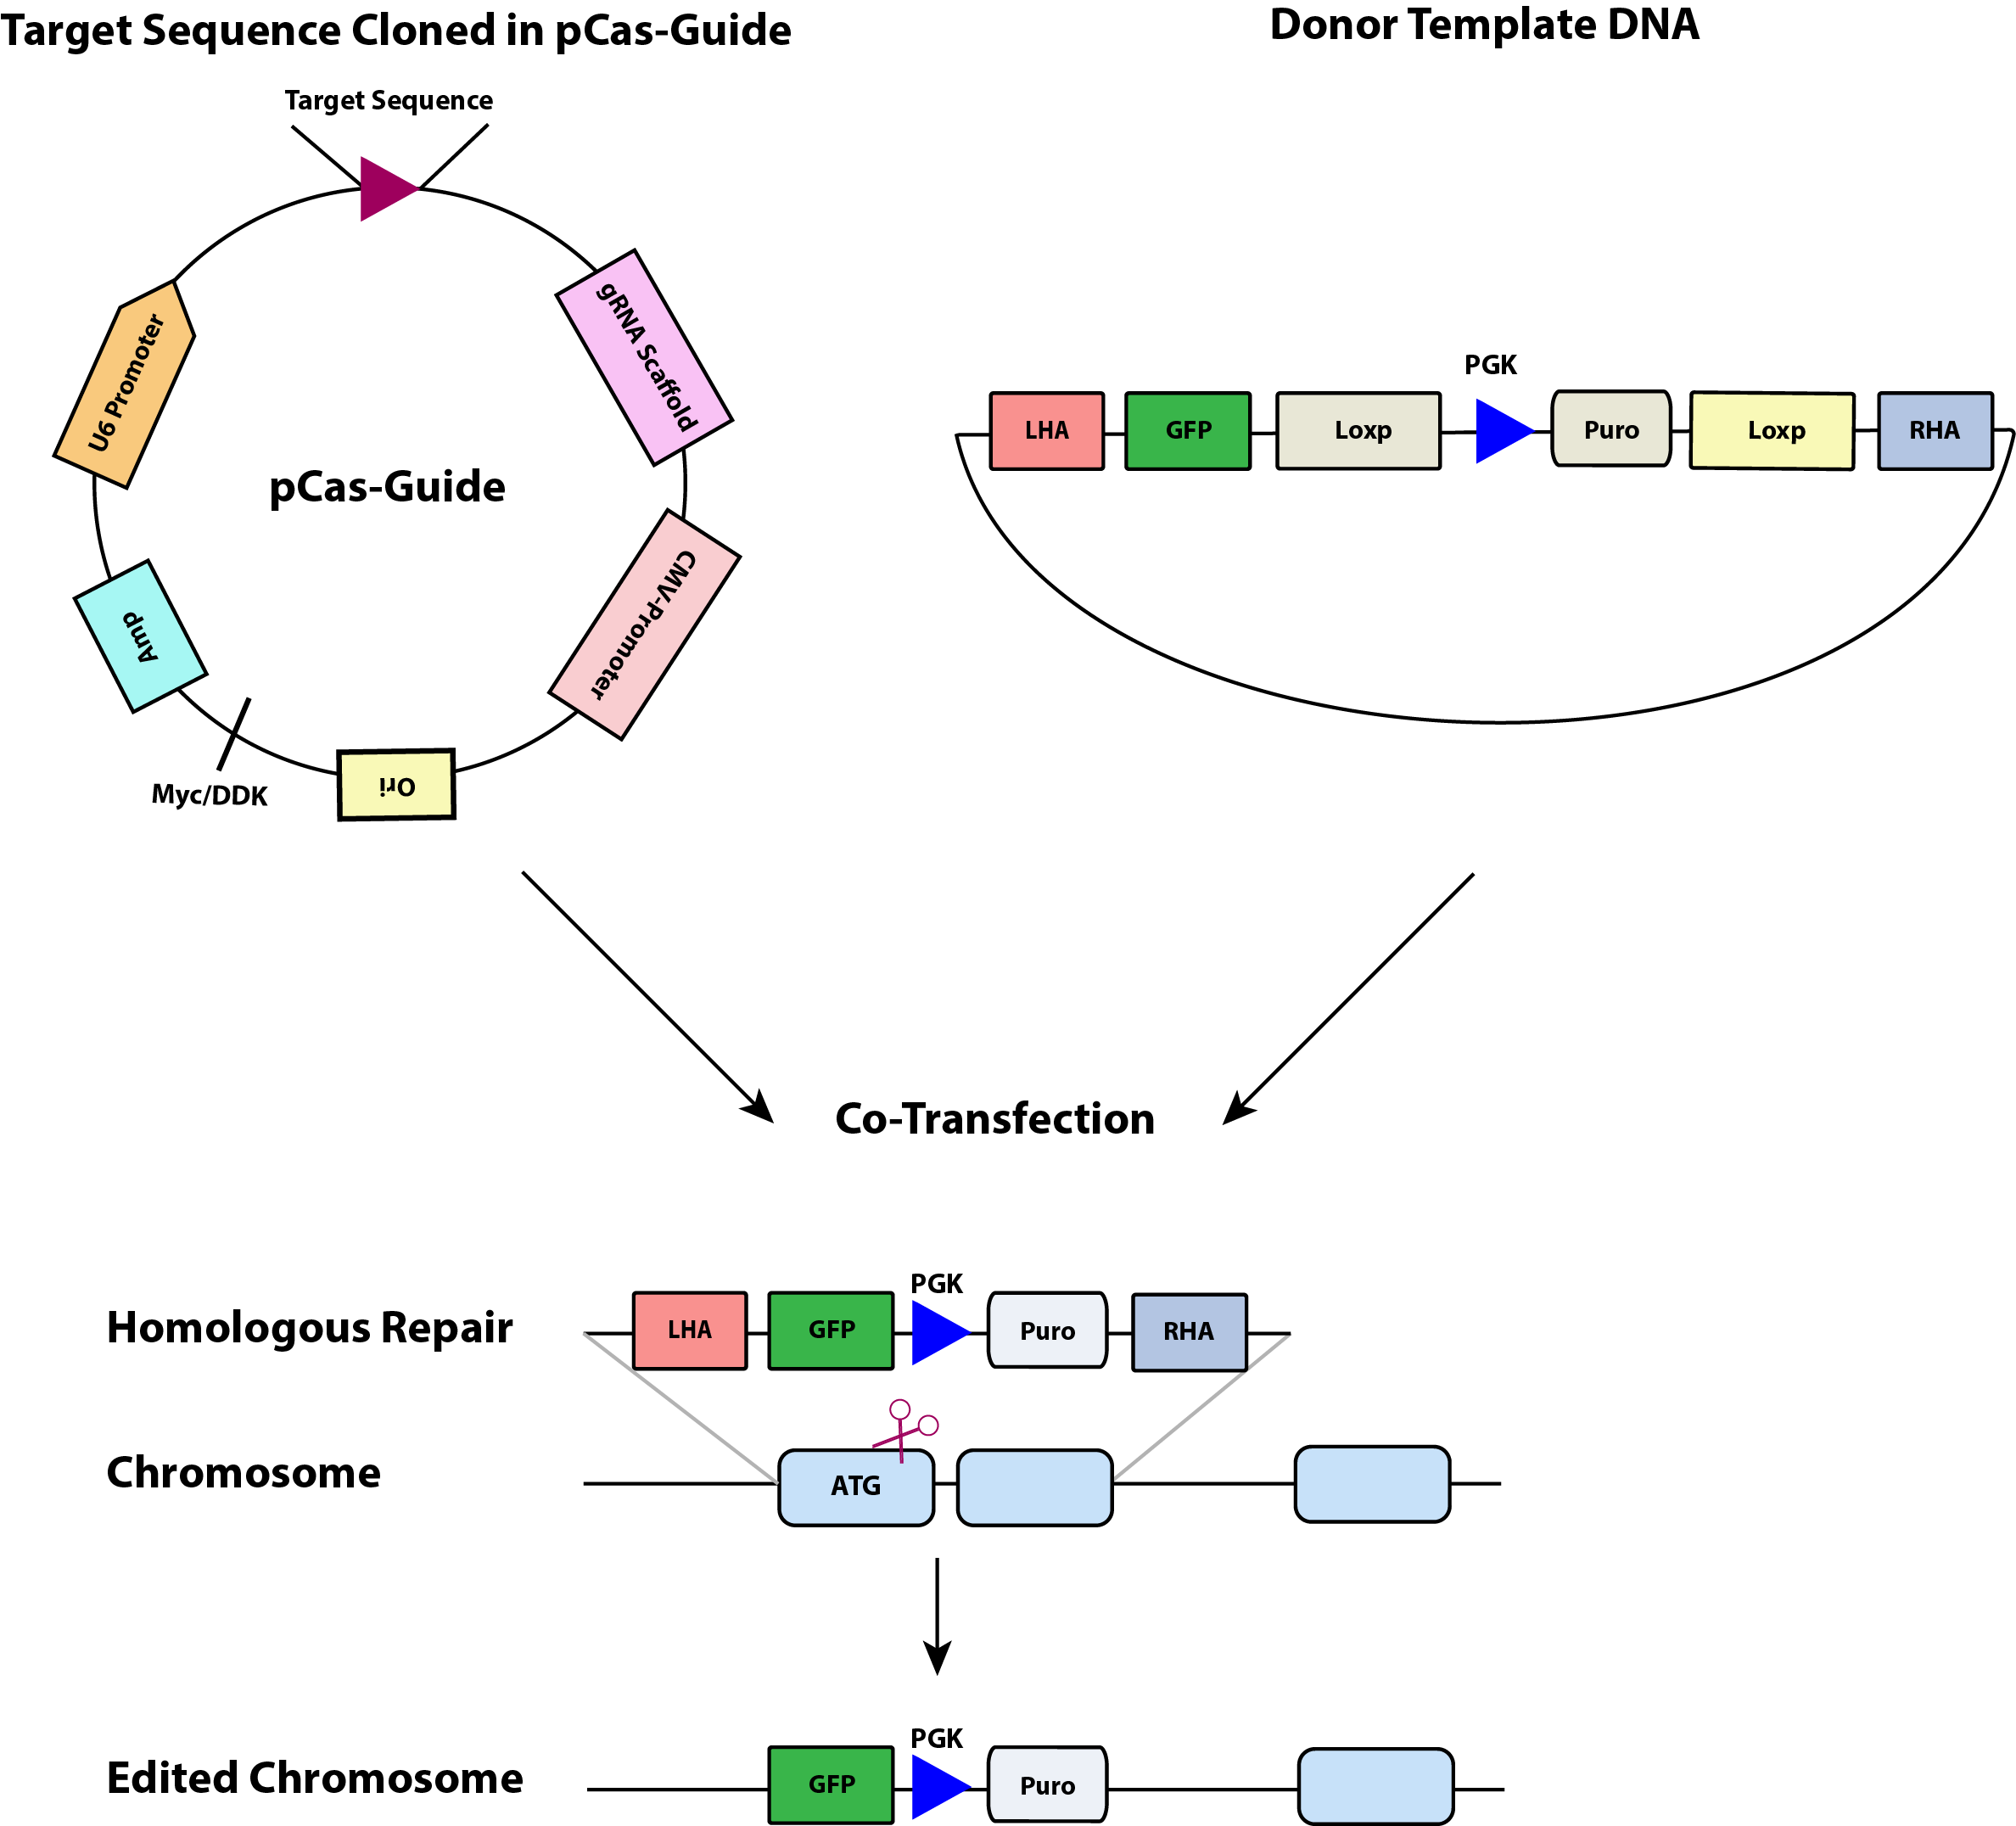 Target Sequence Cloned in pCas-Guide
Donor Template DNA
Target Sequence
gRNA Scaffold
U6 Promoter
pCas-Guide
CMV-Promoter
Amp
Myc/DDK
Ori
PGK
LHA
GFP
Loxp
Puro
Loxp
RHA
Co-Transfection
PGK
Homologous Repair
LHA
GFP
Puro
RHA
Chromosome
ATG
PGK
Edited Chromosome
GFP
Puro